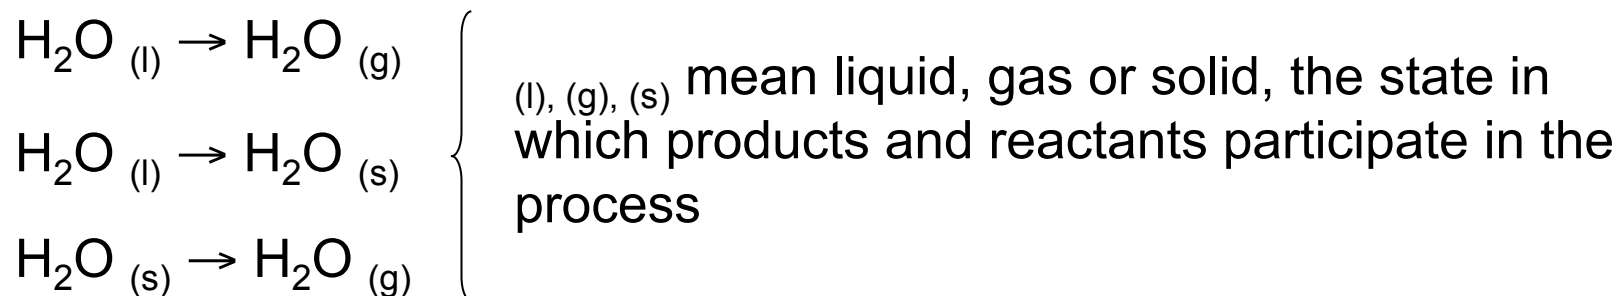 H₂O (l) → H₂O (g)
H₂O (l) → H₂O (s)
H₂O (s) → H₂O (g)
(l), (g), (s) mean liquid, gas or solid, the state in
which products and reactants participate in the
process